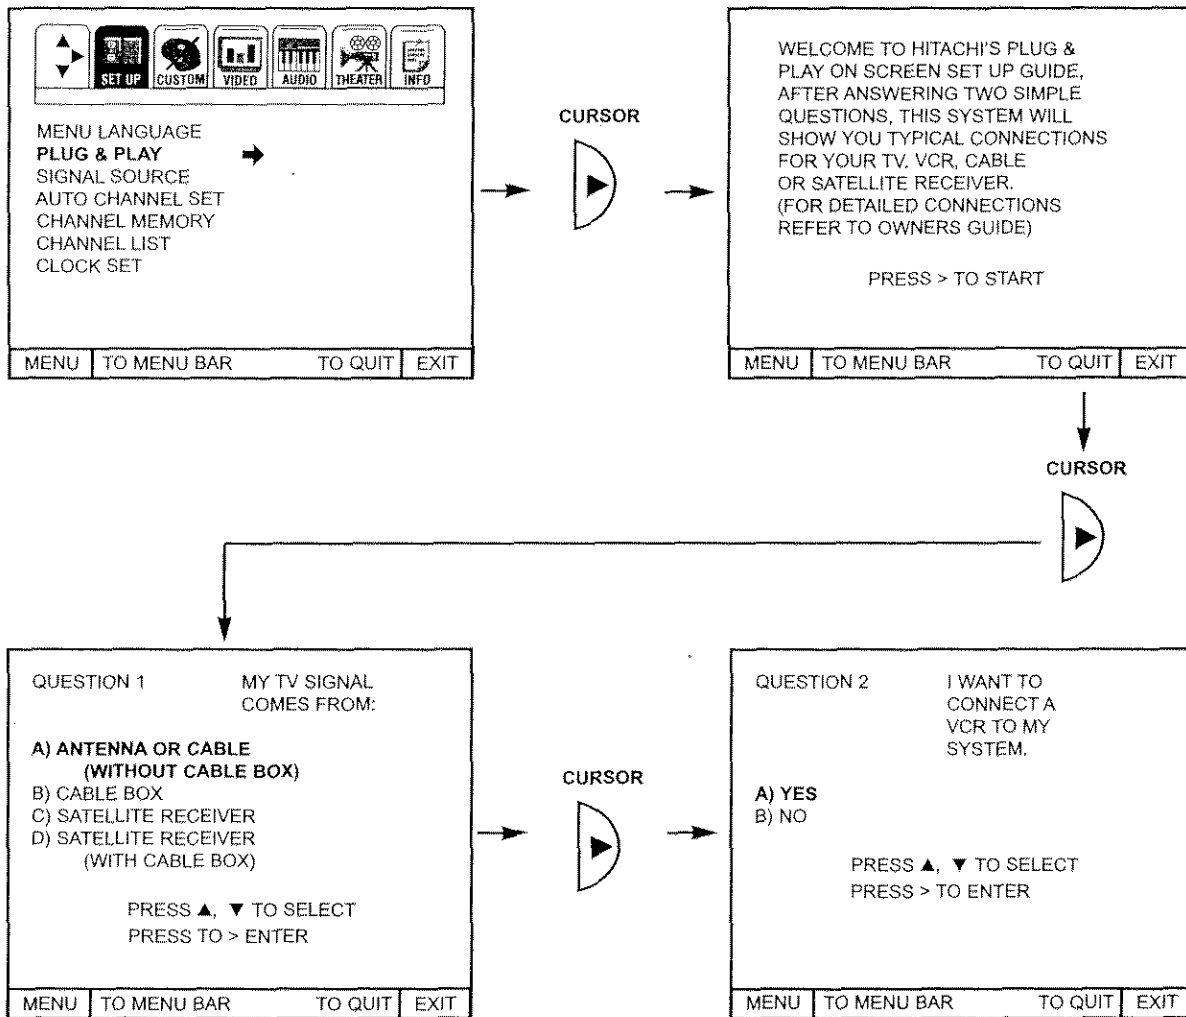 SET UP CUSTOM VIDEO AUDIO THEATER INFO
MENU LANGUAGE
PLUG & PLAY
SIGNAL SOURCE
AUTO CHANNEL SET
CHANNEL MEMORY
CHANNEL LIST
CLOCK SET
MENU TO MENU BAR TO QUIT EXIT
CURSOR
WELCOME TO HITACHI'S PLUG &
PLAY ON SCREEN SET UP GUIDE,
AFTER ANSWERING TWO SIMPLE
QUESTIONS, THIS SYSTEM WILL
SHOW YOU TYPICAL CONNECTIONS
FOR YOUR TV. VCR, CABLE
OR SATELLITE RECEIVER.
(FOR DETAILED CONNECTIONS
REFER TO OWNERS GUIDE)
PRESS > TO START
MENU TO MENU BAR TO QUIT EXIT
CURSOR
QUESTION 1 MY TV SIGNAL
COMES FROM:
A) ANTENNA OR CABLE
(WITHOUT CABLE BOX)
B) CABLE BOX
C) SATELLITE RECEIVER
D) SATELLITE RECEIVER
(WITH CABLE BOX)
PRESS ▲, ▼ TO SELECT
PRESS TO > ENTER
MENU TO MENU BAR TO QUIT EXIT
CURSOR
QUESTION 2 I WANT TO
CONNECT A
VCR TO MY
SYSTEM.
A) YES
B) NO
PRESS ▲, ▼ TO SELECT
PRESS > TO ENTER
MENU TO MENU BAR TO QUIT EXIT